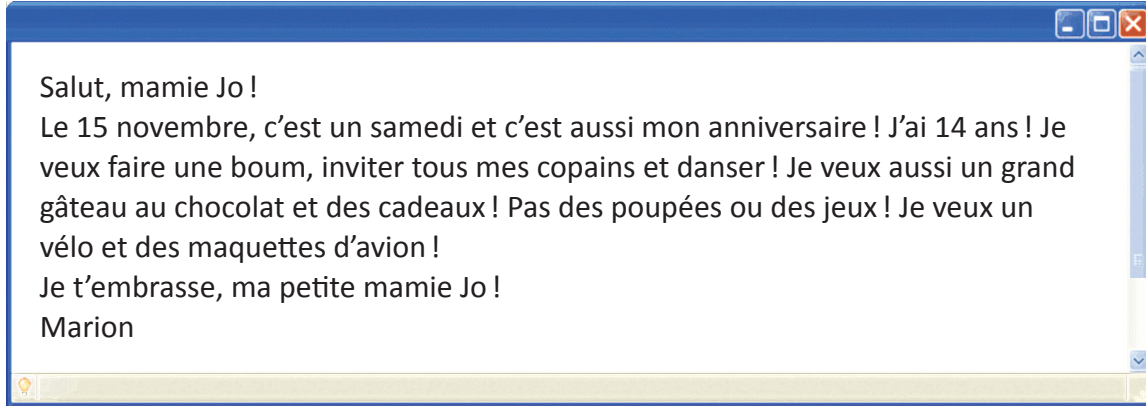 Salut, mamie Jo !
Le 15 novembre, c’est un samedi et c’est aussi mon anniversaire ! J’ai 14 ans ! Je
veux faire une boum, inviter tous mes copains et danser ! Je veux aussi un grand
gâteau au chocolat et des cadeaux ! Pas des poupées ou des jeux ! Je veux un
vélo et des maquettes d’avion !
Je t’embrasse, ma petite mamie Jo !
Marion